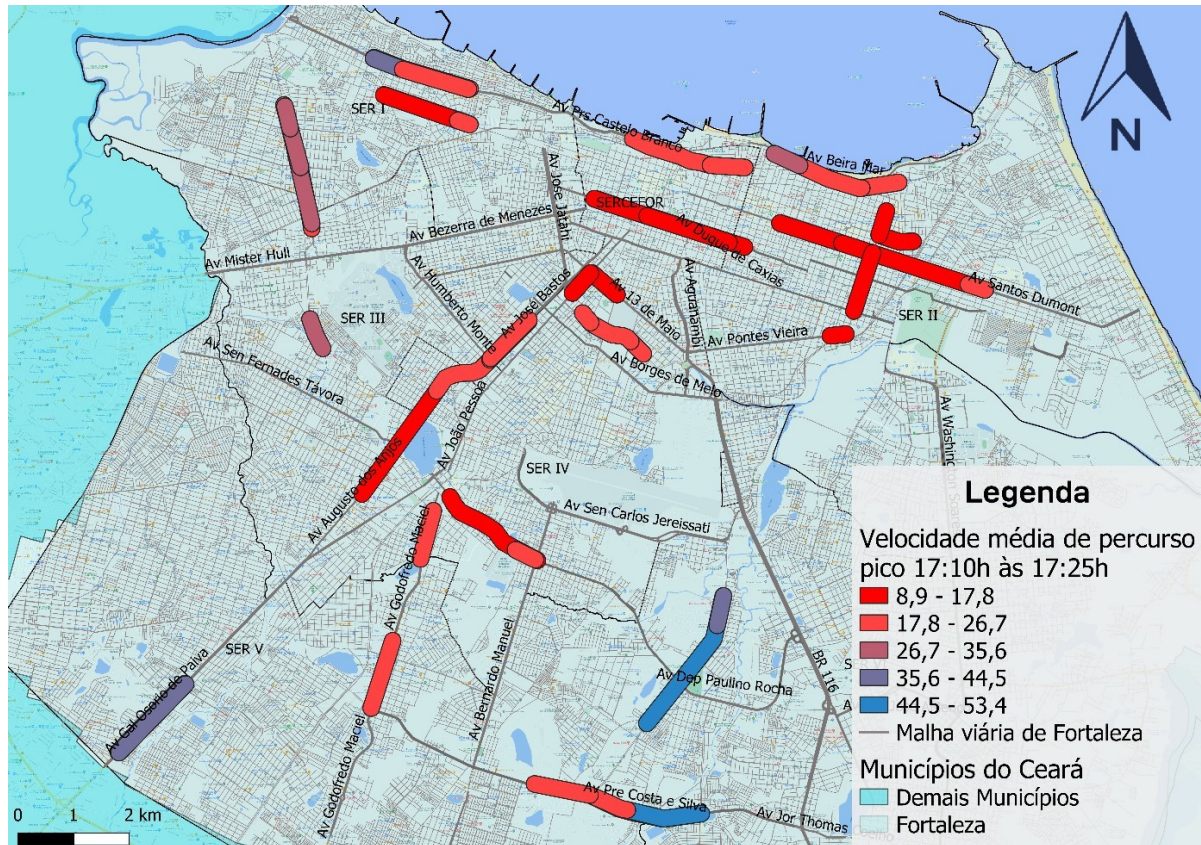 SER I
Av Prs Castelo Branco
Av Beira Mar
N
Av Jose Jatahi
SERCEFOR
Av Bezerra de Menezes
Av Duque de Caxias
Av Mister Hull
Av Humberto Monte
Av José Bastos
Av 13 de Maio
Av Aguanambi
Av Santos Dumont
SER III
SER II
Av Pontes Vieira
Av Sen Fernades Távora
Av Borges de Melo
Av João Pessoa
Av Augusto dos Anjos
SER IV
Av Sen Carlos Jereissati
Av Godofredo Maciel
SER V
Av Gal Osorio de Paiva
Av Bernardo Manuel
Av Dep Paulino Rocha
BR 116
Av Godofredo Maciel
Av Pre Costa e Silva
Av Jor Thomas
0 1 2 km
Legenda
Velocidade média de percurso
pico 17:10h às 17:25h
8,9 - 17,8
17,8 - 26,7
26,7 - 35,6
35,6 - 44,5
44,5 - 53,4
Malha viária de Fortaleza
Municípios do Ceará
Demais Municípios
Fortaleza